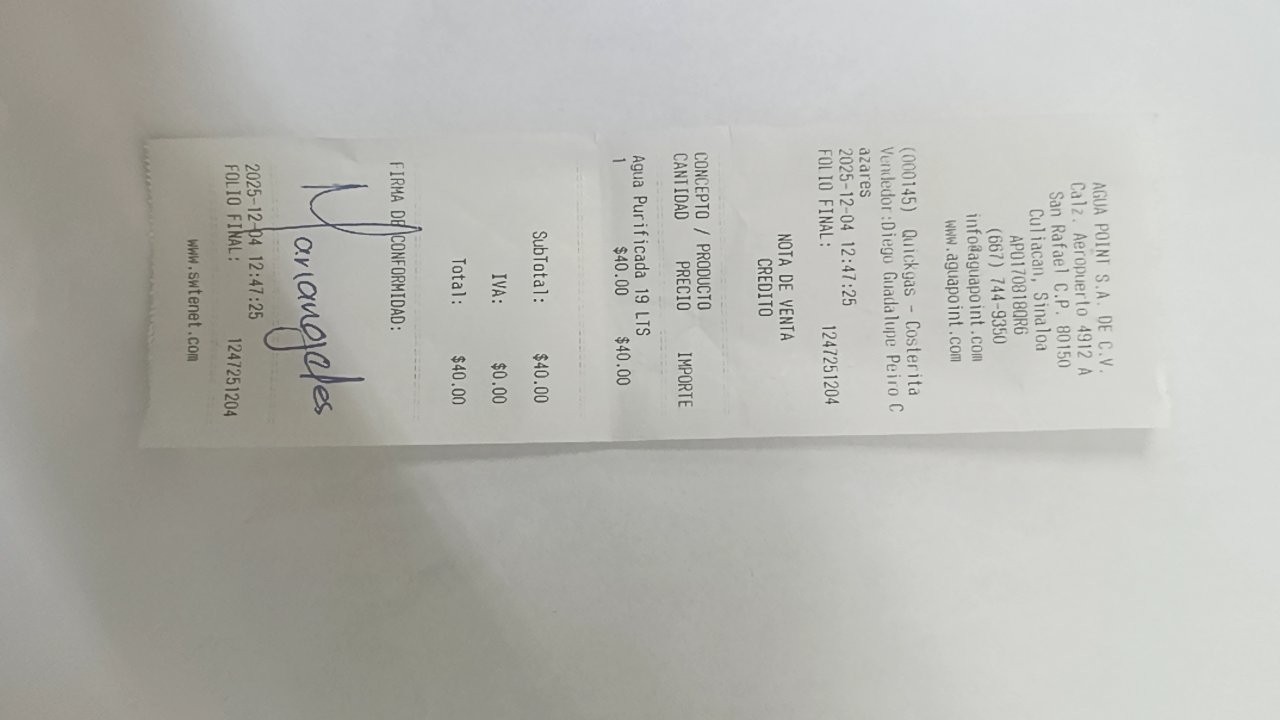 AGUA POINT S.A. DE C.V.
Calz. Aeropuerto 4912 A
San Rafael C.P. 80150
Culiacan, Sinaloa
APO170818QR6
(667) 744-9350
info@aguapoint.com
www.aguapoint.com
(000145) Quickgas - Costerita
Vendedor:Diego Guadalupe Peiro C
azares
2025-12-04 12:47:25
FOLIO FINAL: 1247251204
NOTA DE VENTA
CREDITO
CONCEPTO / PRODUCTO
CANTIDAD PRECIO IMPORTE
Agua Purificada 19 LTS
1 $40.00 $40.00
SubTotal: $40.00
IVA: $0.00
Total: $40.00
FIRMA DE CONFORMIDAD:
Mariangeles
2025-12-04 12:47:25
FOLIO FINAL: 1247251204
www.swtenet.com